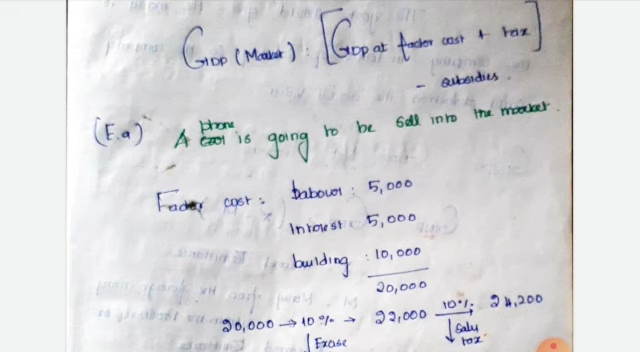 GDP (Market) : [GDP at factor cost + tax]
- subsidies.
(E.g) A phone is going to be sell into the market.
Factor cost : Labour : 5,000
Interest 5,000
building : 10,000
20,000
20,000 → 10% → 22,000 10% → 24,200
↓ Exise ↓ Sales
tax